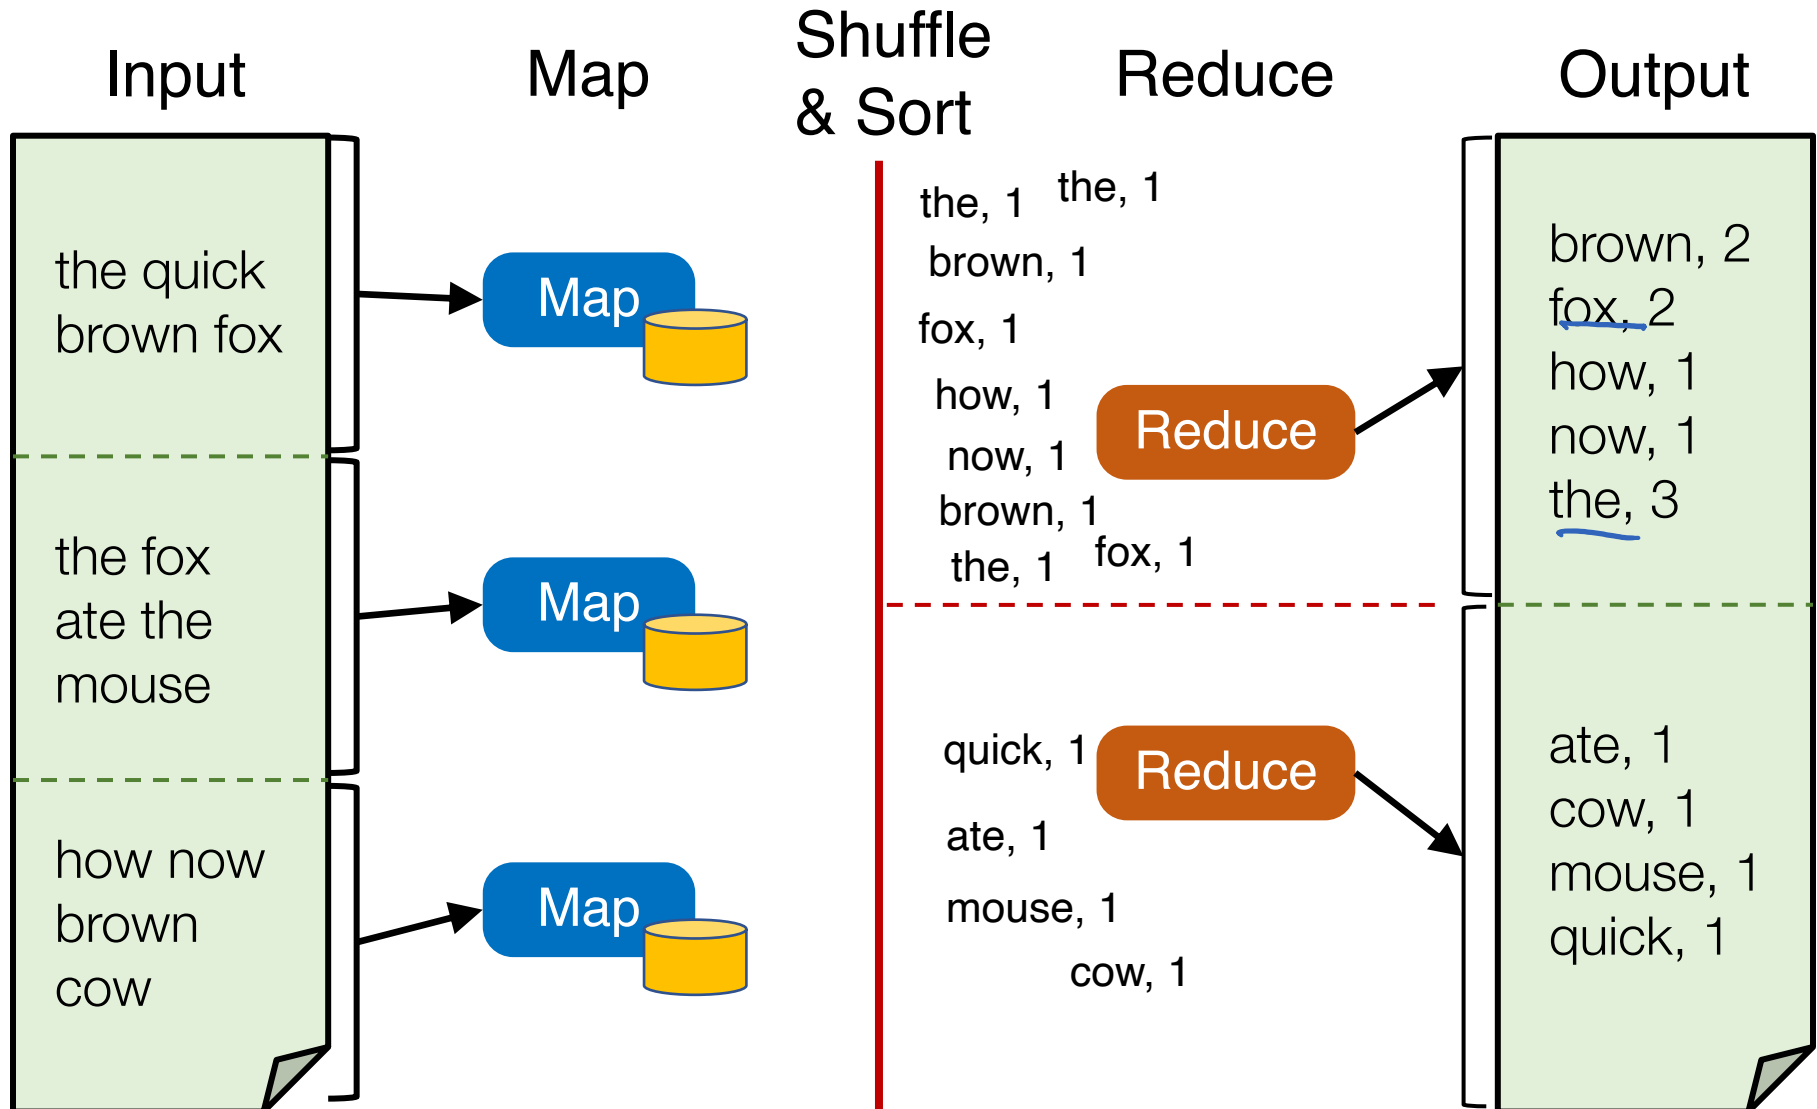 Input
Map
Shuffle
& Sort
Reduce
Output
the quick
brown fox
the fox
ate the
mouse
how now
brown
cow
Map
Map
Map
the, 1
the, 1
brown, 1
fox, 1
how, 1
now, 1
brown, 1
the, 1
fox, 1
Reduce
quick, 1
ate, 1
mouse, 1
cow, 1
Reduce
brown, 2
fox, 2
how, 1
now, 1
the, 3
ate, 1
cow, 1
mouse, 1
quick, 1